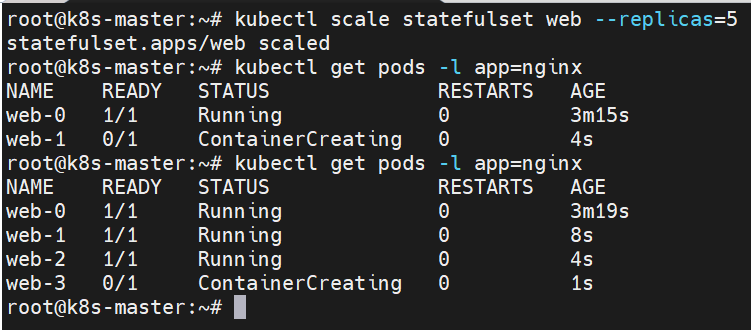 root@k8s-master:~# kubectl scale statefulset web --replicas=5
statefulset.apps/web scaled
root@k8s-master:~# kubectl get pods -l app=nginx
NAME    READY   STATUS              RESTARTS   AGE
web-0   1/1     Running             0          3m15s
web-1   0/1     ContainerCreating   0          4s
root@k8s-master:~# kubectl get pods -l app=nginx
NAME    READY   STATUS              RESTARTS   AGE
web-0   1/1     Running             0          3m19s
web-1   1/1     Running             0          8s
web-2   1/1     Running             0          4s
web-3   0/1     ContainerCreating   0          1s
root@k8s-master:~#